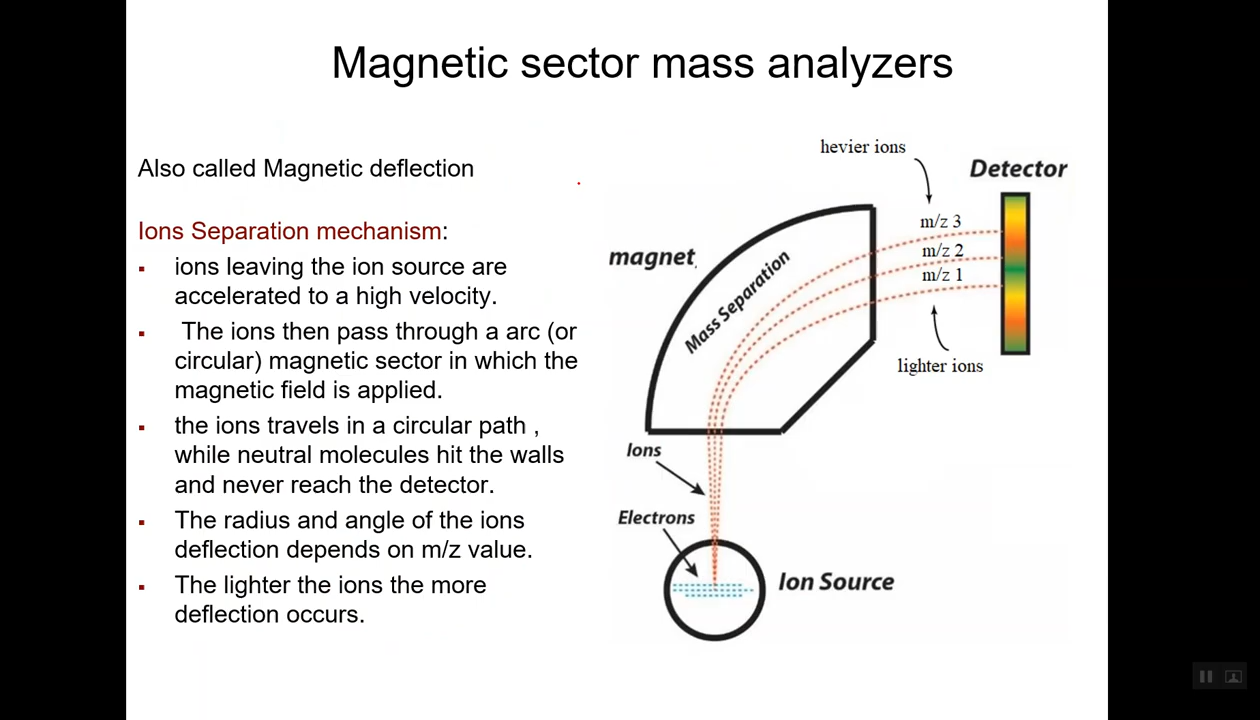 Magnetic sector mass analyzers
Also called Magnetic deflection
Ions Separation mechanism:
▪ ions leaving the ion source are
accelerated to a high velocity.
▪ The ions then pass through a arc (or
circular) magnetic sector in which the
magnetic field is applied.
▪ the ions travels in a circular path ,
while neutral molecules hit the walls
and never reach the detector.
▪ The radius and angle of the ions
deflection depends on m/z value.
▪ The lighter the ions the more
deflection occurs.
hevier ions
Detector
m/z 3
magnet
m/z 2
Mass Separation
m/z 1
lighter ions
Ions
Electrons
Ion Source